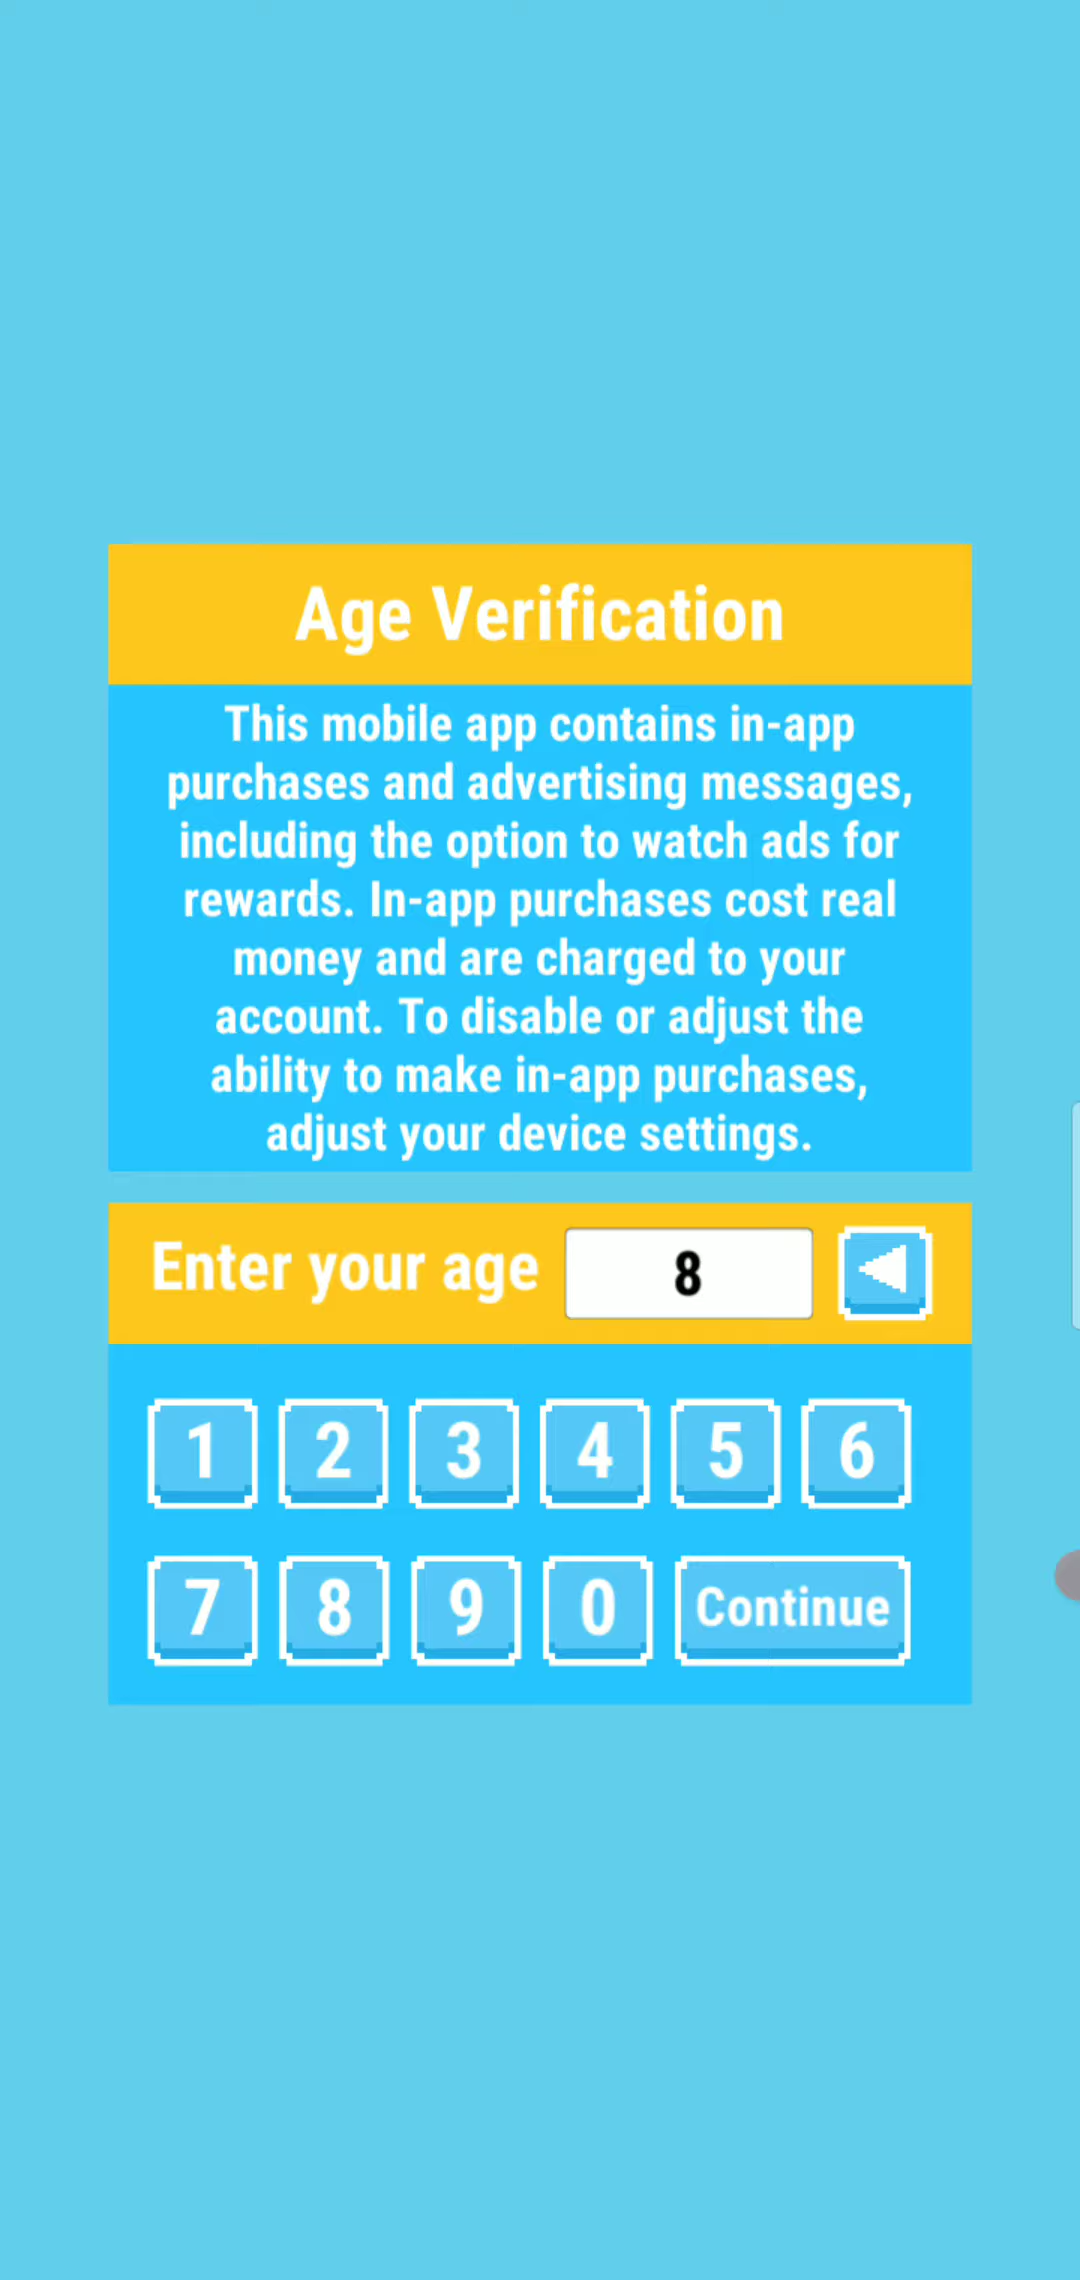 Age Verification
This mobile app contains in-app
purchases and advertising messages,
including the option to watch ads for
rewards. In-app purchases cost real
money and are charged to your
account. To disable or adjust the
ability to make in-app purchases,
adjust your device settings.
Enter your age 8
1 2 3 4 5 6
7 8 9 0 Continue